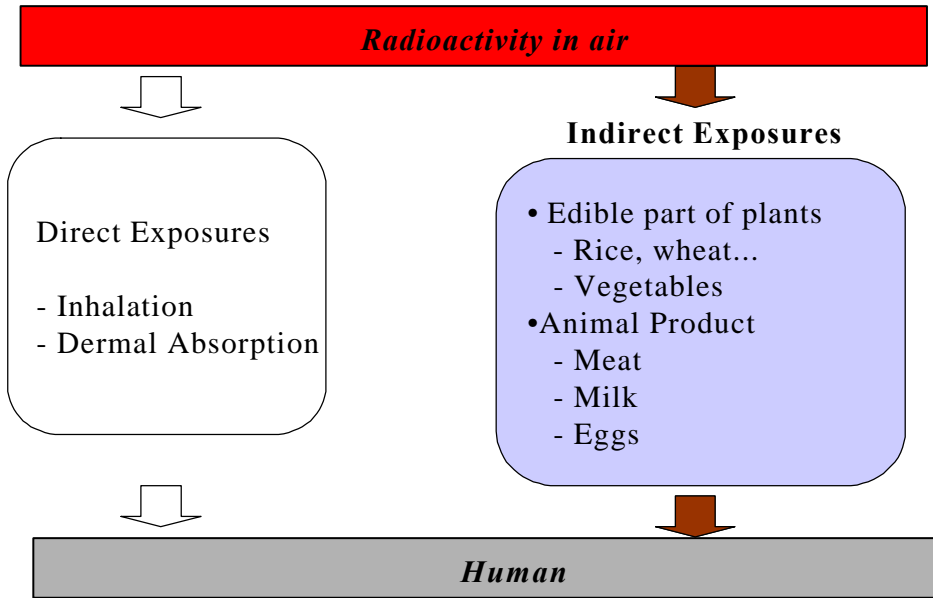 Radioactivity in air
Direct Exposures
- Inhalation
- Dermal Absorption
Indirect Exposures
• Edible part of plants
- Rice, wheat...
- Vegetables
•Animal Product
- Meat
- Milk
- Eggs
Human